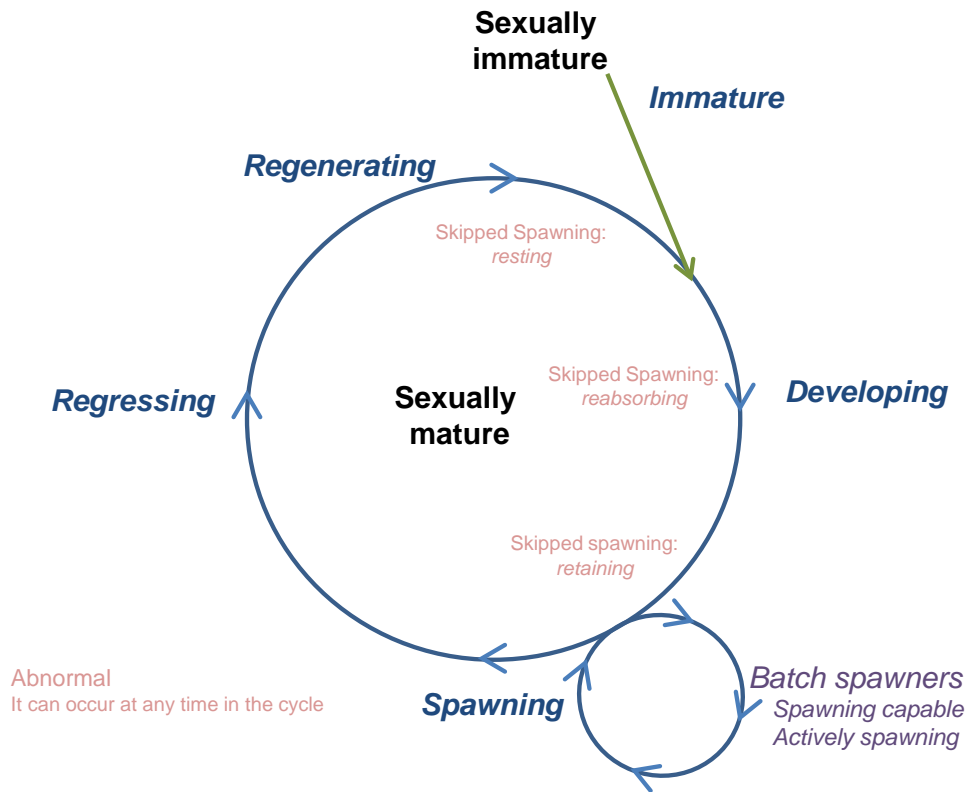 Sexually
immature
Immature
Regenerating
Skipped Spawning:
resting
Regressing
Sexually
mature
Skipped Spawning:
reabsorbing
Developing
Skipped spawning:
retaining
Abnormal
It can occur at any time in the cycle
Spawning
Batch spawners
Spawning capable
Actively spawning